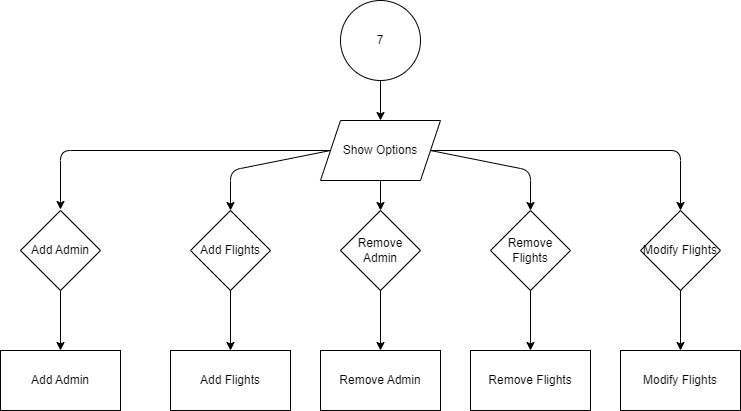 7
Show Options
Add Admin
Add Flights
Remove
Admin
Remove
Flights
Modify Flights
Add Admin
Add Flights
Remove Admin
Remove Flights
Modify Flights